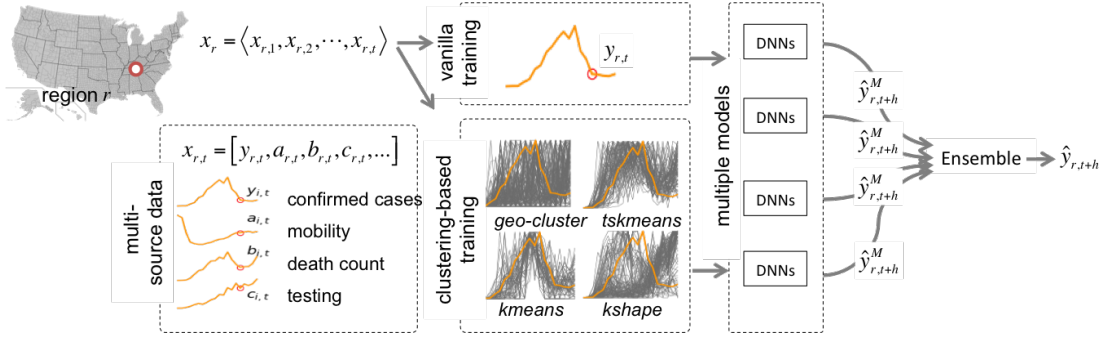 x_r = ⟨x_{r,1}, x_{r,2}, ⋯, x_{r,t}⟩
region r
vanilla
training
y_{r,t}
x_{r,t} = [y_{r,t}, a_{r,t}, b_{r,t}, c_{r,t}, ...]
multi-
source data
y_{i,t}
confirmed cases
a_{i,t}
mobility
b_{i,t}
death count
c_{i,t}
testing
clustering-based
training
geo-cluster
tskmeans
kmeans
kshape
multiple models
DNNs
DNNs
DNNs
DNNs
ŷ^M_{r,t+h}
ŷ^M_{r,t+h}
ŷ^M_{r,t+h}
ŷ^M_{r,t+h}
Ensemble
ŷ_{r,t+h}